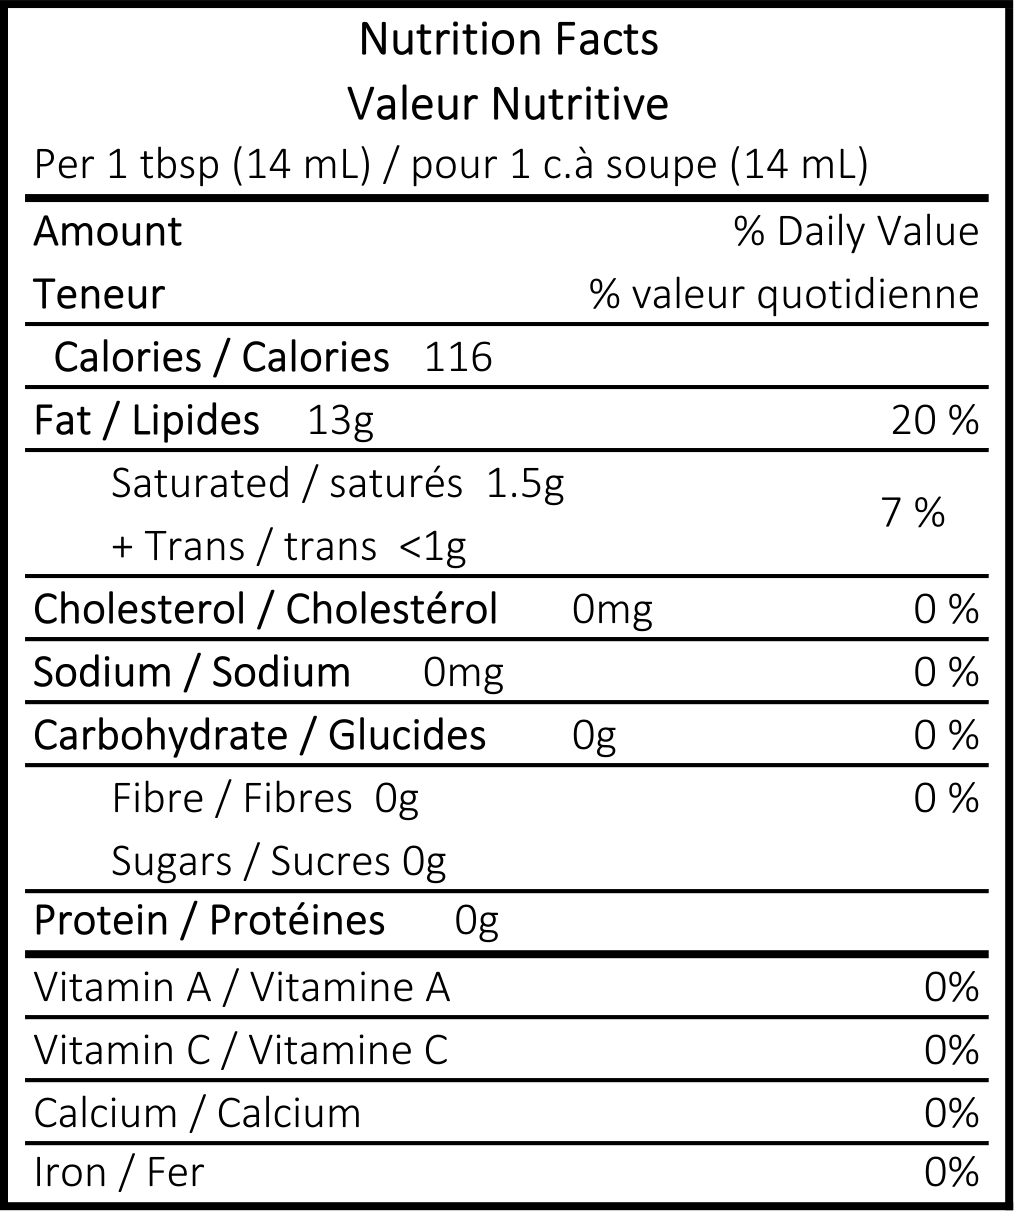 Nutrition Facts
Valeur Nutritive
Per 1 tbsp (14 mL) / pour 1 c.à soupe (14 mL)
Amount % Daily Value
Teneur % valeur quotidienne
Calories / Calories 116
Fat / Lipides 13g 20 %
Saturated / saturés 1.5g
7 %
+ Trans / trans <1g
Cholesterol / Cholestérol 0mg 0 %
Sodium / Sodium 0mg 0 %
Carbohydrate / Glucides 0g 0 %
Fibre / Fibres 0g 0 %
Sugars / Sucres 0g
Protein / Protéines 0g
Vitamin A / Vitamine A 0%
Vitamin C / Vitamine C 0%
Calcium / Calcium 0%
Iron / Fer 0%